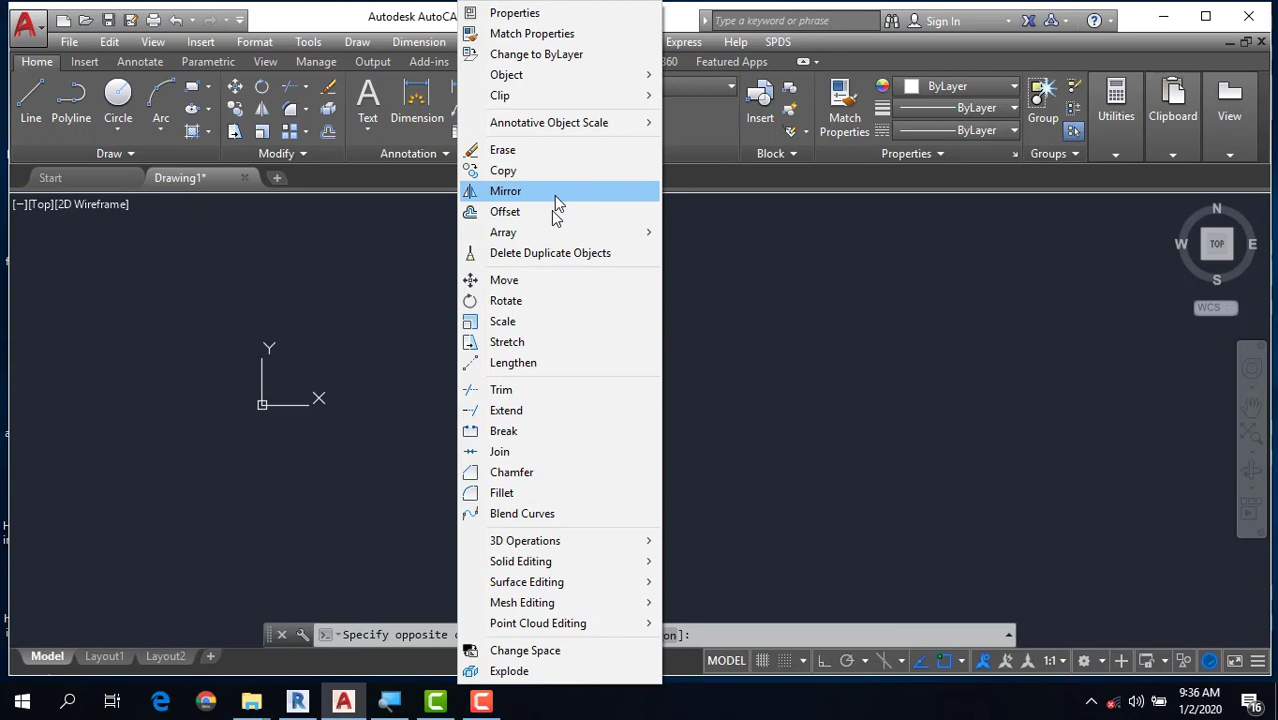 Autodesk AutoCA
Type a keyword or phrase
Sign In
File Edit View Insert Format Tools Draw Dimension Express Help SPDS
Home Insert Annotate Parametric View Manage Output Add-ins 360 Featured Apps
Line Polyline Circle Arc Text Dimension Insert Match Properties ByLayer Group Utilities Clipboard View
ByLayer
ByLayer
Draw Modify Annotation Block Properties Groups
Start Drawing1*
[−][Top][2D Wireframe]
Properties
Match Properties
Change to ByLayer
Object
Clip
Annotative Object Scale
Erase
Copy
Mirror
Offset
Array
Delete Duplicate Objects
Move
Rotate
Scale
Stretch
Lengthen
Trim
Extend
Break
Join
Chamfer
Fillet
Blend Curves
3D Operations
Solid Editing
Surface Editing
Mesh Editing
Point Cloud Editing
Change Space
Explode
N
W TOP E
S
WCS
Y
X
Specify opposite on]:
Model Layout1 Layout2
MODEL 1:1
9:36 AM
1/2/2020
16